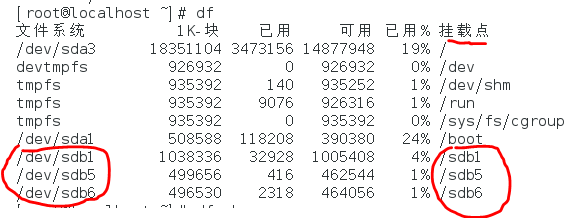 [root@localhost ~]# df
文件系统 1K-块 已用 可用 已用% 挂载点
/dev/sda3 18351104 3473156 14877948 19% /
devtmpfs 926932 0 926932 0% /dev
tmpfs 935392 140 935252 1% /dev/shm
tmpfs 935392 9076 926316 1% /run
tmpfs 935392 0 935392 0% /sys/fs/cgroup
/dev/sda1 508588 118208 390380 24% /boot
/dev/sdb1 1038336 32928 1005408 4% /sdb1
/dev/sdb5 499656 416 462544 1% /sdb5
/dev/sdb6 496530 2318 464056 1% /sdb6